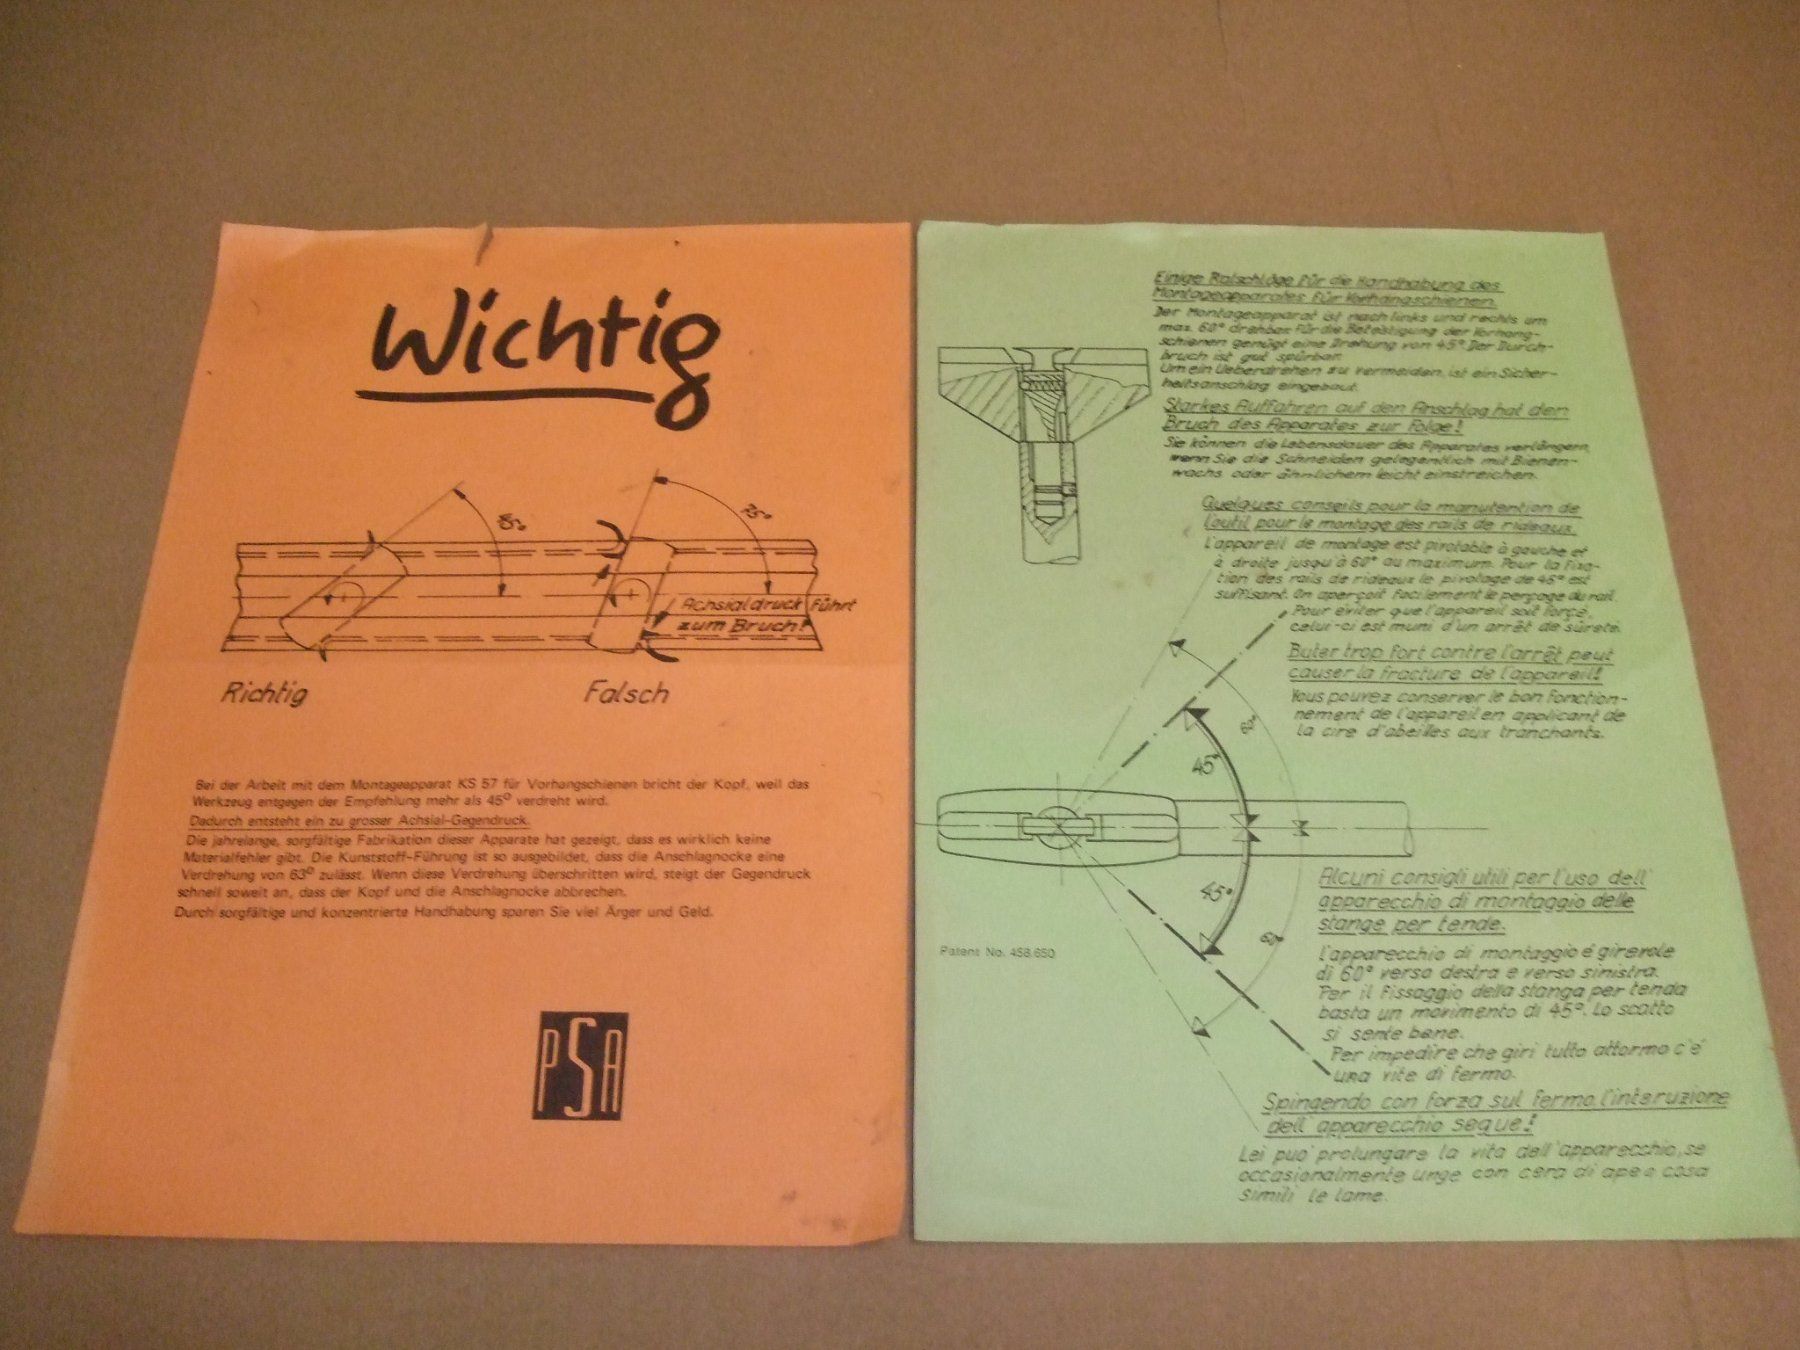 Wichtig
45°
75°
Achsialdruck führt
zum Bruch!
Richtig
Falsch
Bei der Arbeit mit dem Montageapparat KS 57 für Vorhangschienen bricht der Kopf, weil das
Werkzeug entgegen der Empfehlung mehr als 45° verdreht wird.
Dadurch entsteht ein zu grosser Achsial-Gegendruck.
Die jahrelange, sorgfältige Fabrikation dieser Apparate hat gezeigt, dass es wirklich keine
Materialfehler gibt. Die Kunststoff-Führung ist so ausgebildet, dass die Anschlagnocke eine
Verdrehung von 63° zulässt. Wenn diese Verdrehung überschritten wird, steigt der Gegendruck
schnell soweit an, dass der Kopf und die Anschlagnocke abbrechen.
Durch sorgfältige und konzentrierte Handhabung sparen Sie viel Ärger und Geld.
PSA
Einige Ratschläge für die Handhabung des
Montageapparates für Vorhangschienen.
Der Montageapparat ist nach links und rechts um
max. 60° drehbar. Für die Befestigung der Vorhang-
schienen genügt eine Drehung von 45°. Der Durch-
bruch ist gut spürbar.
Um ein Ueberdrehen zu vermeiden, ist ein Sicher-
heitsanschlag eingebaut.
Starkes Auffahren auf den Anschlag hat den
Bruch des Apparates zur Folge!
Sie können die Lebensdauer des Apparates verlängern,
wenn Sie die Schneiden gelegentlich mit Bienen-
wachs oder ähnlichem leicht einstreichen.
Quelques conseils pour la manutention de
l'outil pour le montage des rails de rideaux.
L'appareil de montage est pivotable à gauche et
à droite jusqu'à 60° au maximum. Pour la fixa-
tion des rails de rideaux le pivotage de 45° est
suffisant. On aperçoit facilement le perçage du rail.
Pour éviter que l'appareil soit forcé,
celui-ci est muni d'un arrêt de sûreté.
Buter trop fort contre l'arrêt peut
causer la fracture de l'appareil!
Vous pouvez conserver le bon fonction-
nement de l'appareil en applicant de
la cire d'abeilles aux tranchants.
60°
45°
45°
60°
Patent No. 458.650
Alcuni consigli utili per l'uso dell'
apparecchio di montaggio delle
stange per tende.
L'apparecchio di montaggio é girevole
di 60° verso destra e verso sinistra.
Per il fissaggio della stanga per tenda
basta un movimento di 45°. Lo scatto
si sente bene.
Per impedire che giri tutto attorno c'é
una vite di fermo.
Spingendo con forza sul fermo, l'interuzione
dell'apparecchio segue!
Lei puo' prolungare la vita dell'apparecchio, se
occasionalmente unge con cera di ape o cosa
simili le lame.